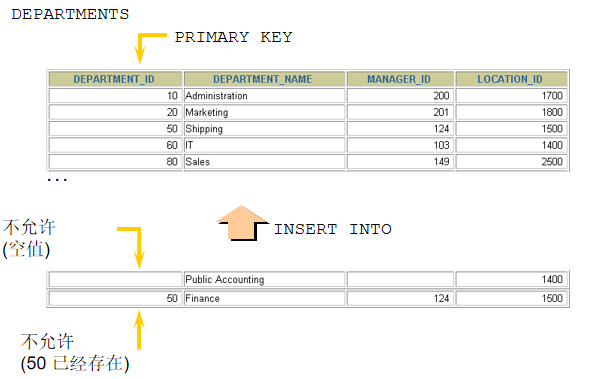 DEPARTMENTS
PRIMARY KEY
DEPARTMENT_ID DEPARTMENT_NAME MANAGER_ID LOCATION_ID
10 Administration 200 1700
20 Marketing 201 1800
50 Shipping 124 1500
60 IT 103 1400
80 Sales 149 2500
...
INSERT INTO
不允许
(空值)
Public Accounting 1400
50 Finance 124 1500
不允许
(50 已经存在)